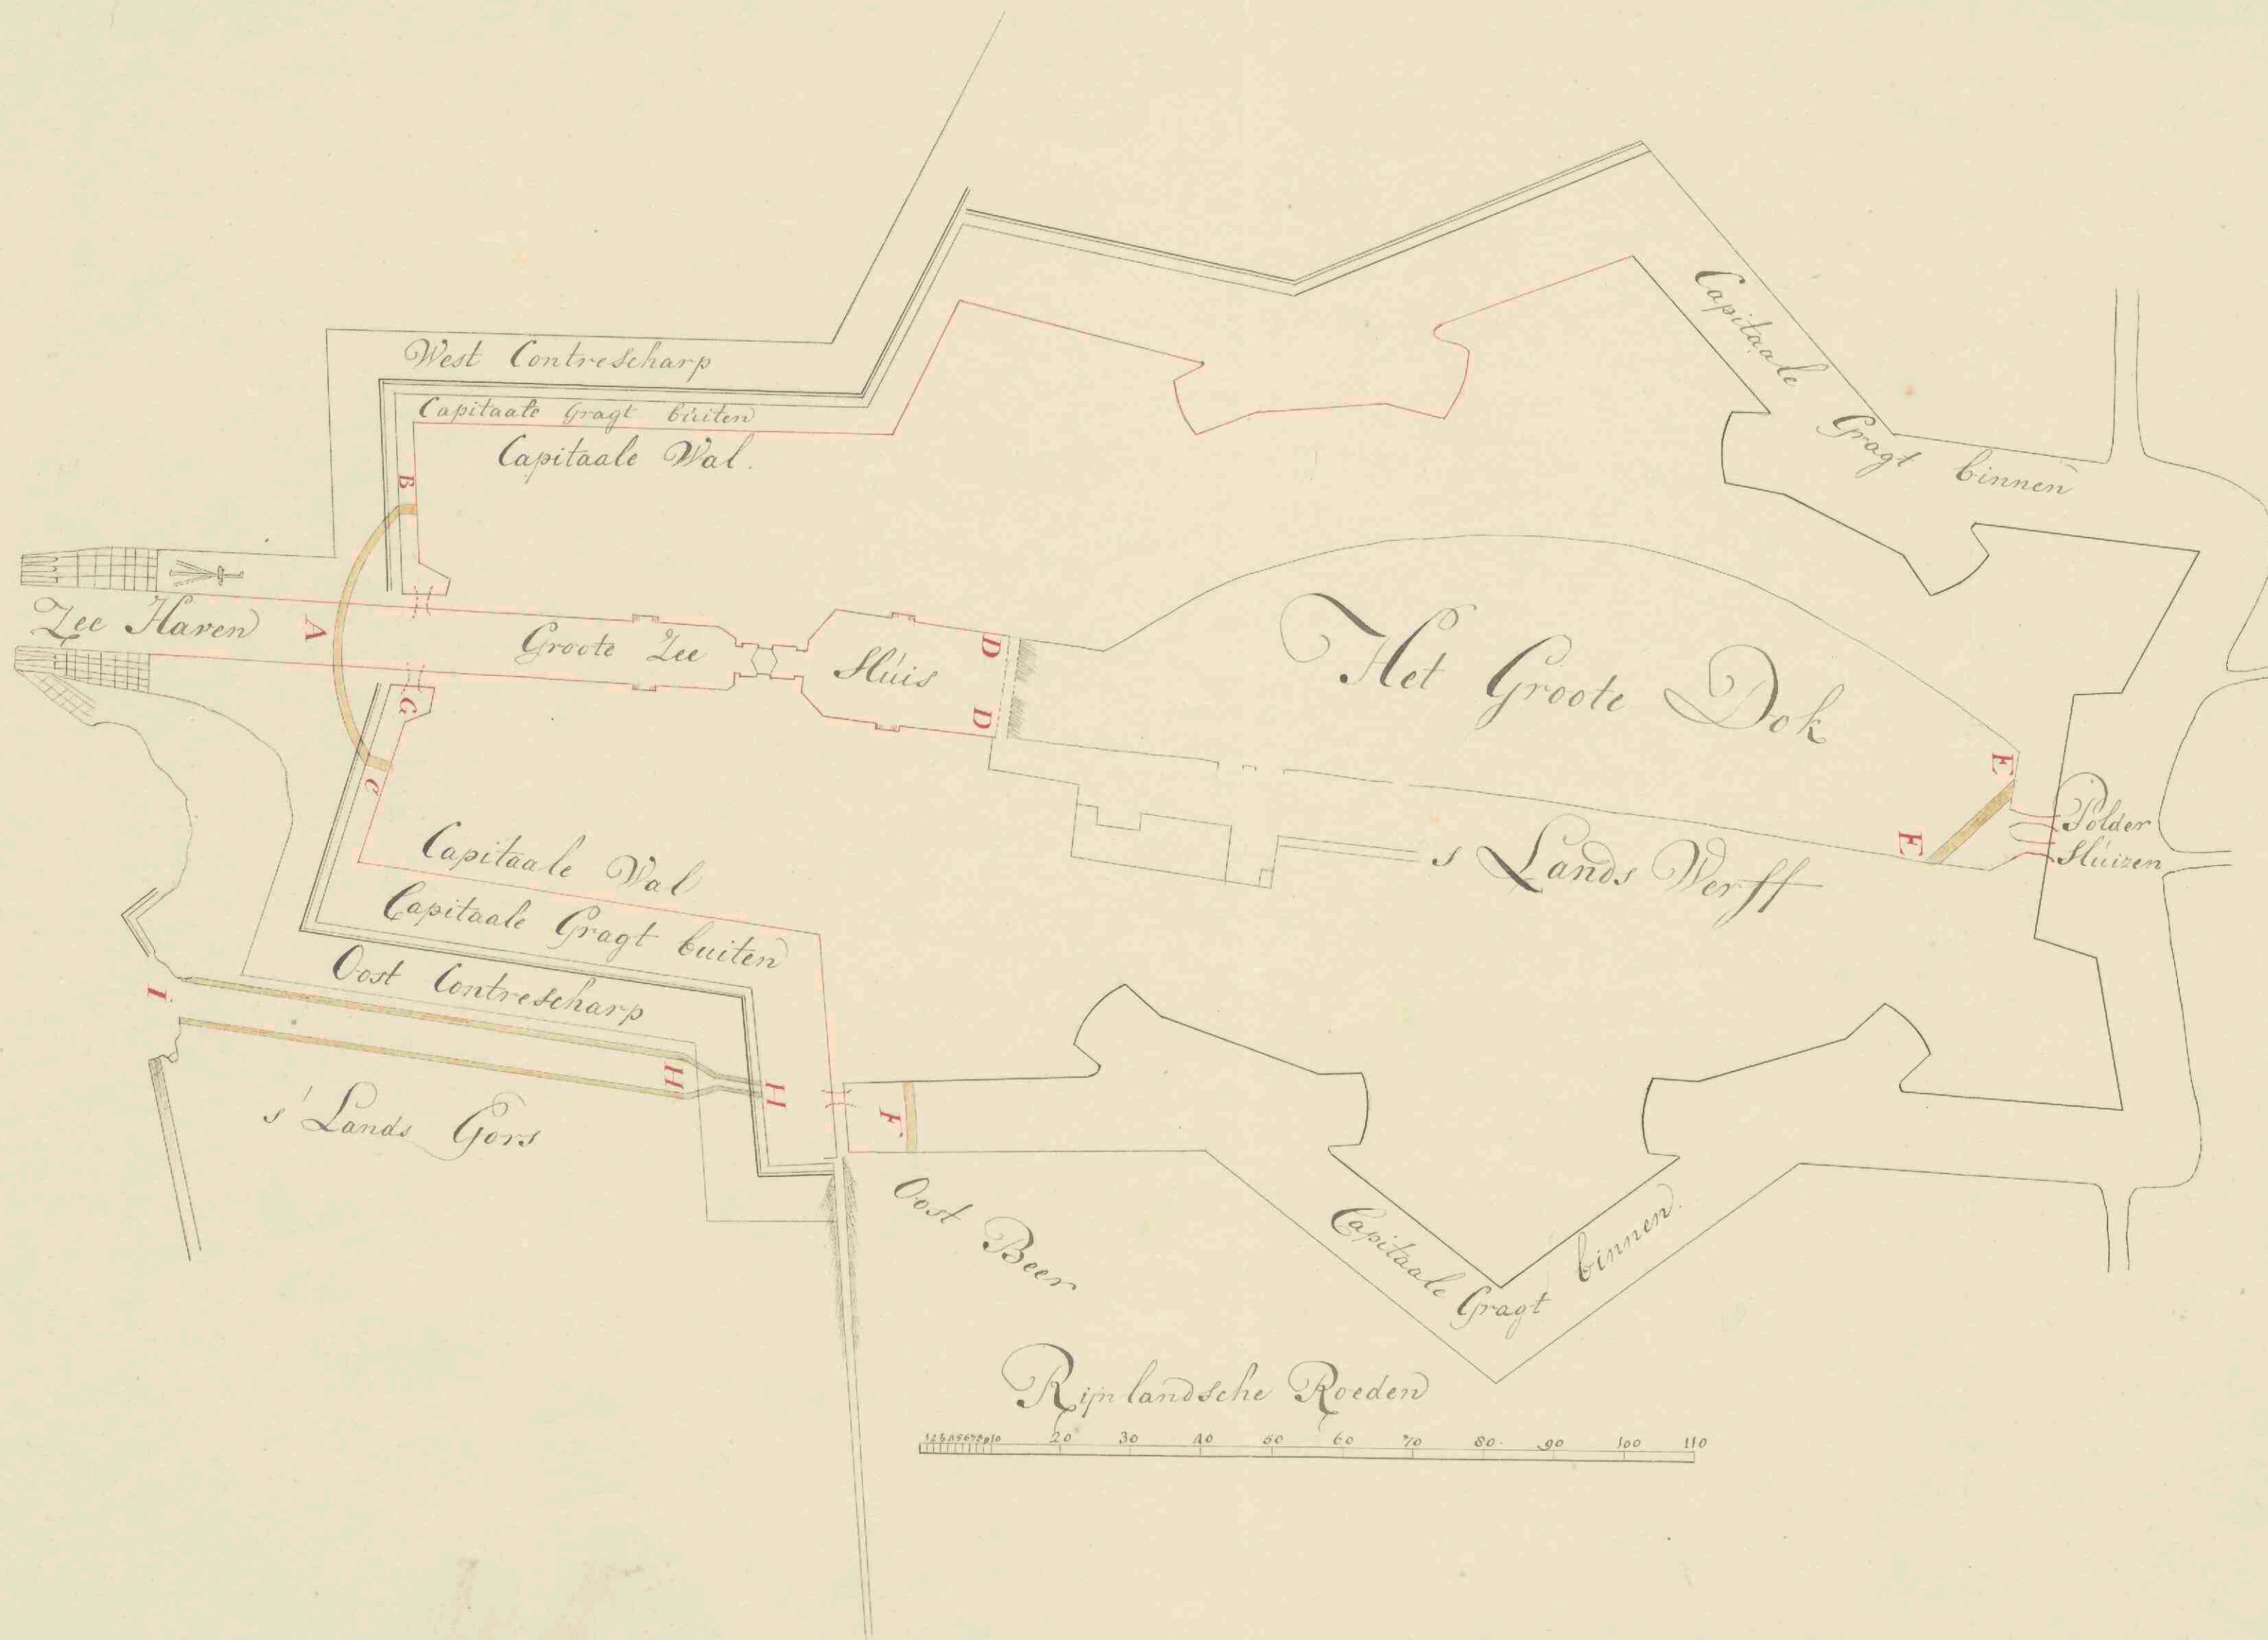 West Contrescharp
Capitaale Gragt buiten
Capitaale Wal.
B
Capitaale Gragt binnen
Zee Haven
A
Groote Zee Sluis
D
D
Het Groote Dok
G
C
E
E
Polder
Sluizen
s Lands Werff
Capitaale Wal
Capitaale Gragt buiten
Oost Contrescharp
I
H
H
F
s' Lands Gors
Oost Beer
Capitaale Gragt binnen.
Rijnlandsche Roeden
1 2 3 4 5 6 7 8 9 10 20 30 40 50 60 70 80 90 100 110